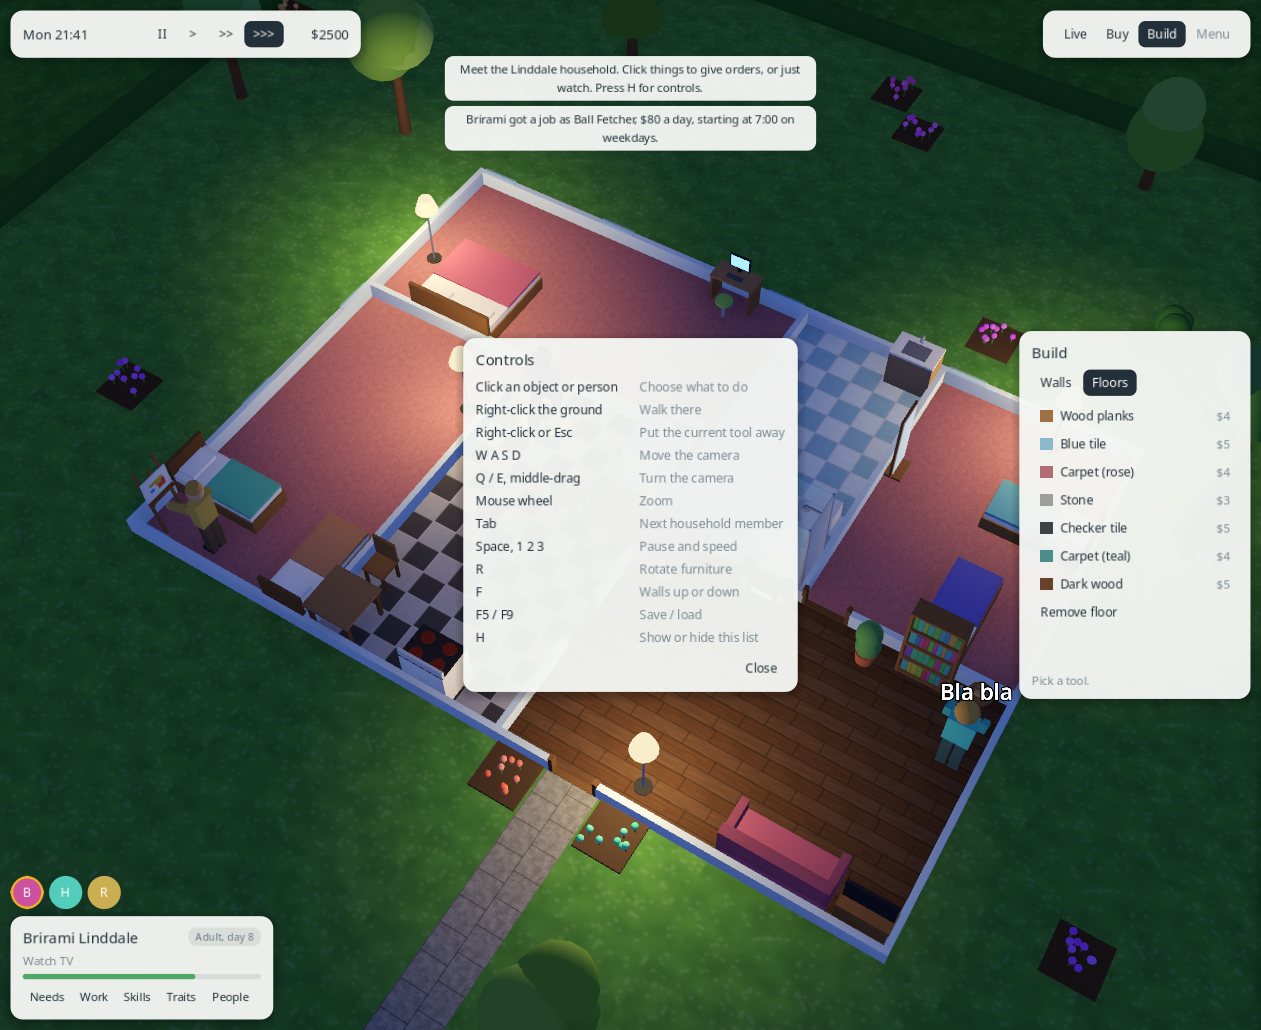 Mon 21:41
II > >> >>> $2500
Live Buy Build Menu
Meet the Linddale household. Click things to give orders, or just
watch. Press H for controls.
Brirami got a job as Ball Fetcher, $80 a day, starting at 7:00 on
weekdays.
Controls
Click an object or person Choose what to do
Right-click the ground Walk there
Right-click or Esc Put the current tool away
W A S D Move the camera
Q / E, middle-drag Turn the camera
Mouse wheel Zoom
Tab Next household member
Space, 1 2 3 Pause and speed
R Rotate furniture
F Walls up or down
F5 / F9 Save / load
H Show or hide this list
Close
Build
Walls Floors
Wood planks $4
Blue tile $5
Carpet (rose) $4
Stone $3
Checker tile $5
Carpet (teal) $4
Dark wood $5
Remove floor
Pick a tool.
Bla bla
B H R
Brirami Linddale Adult, day 8
Watch TV
Needs Work Skills Traits People